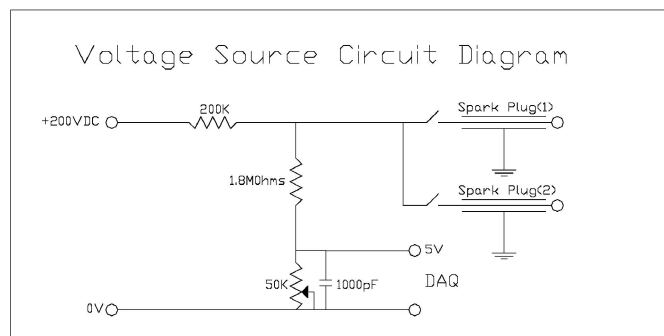 Voltage Source Circuit Diagram
200K
+200VDC
Spark Plug(1)
1.8MOhms
Spark Plug(2)
5V
50K
1000pF
DAQ
0V